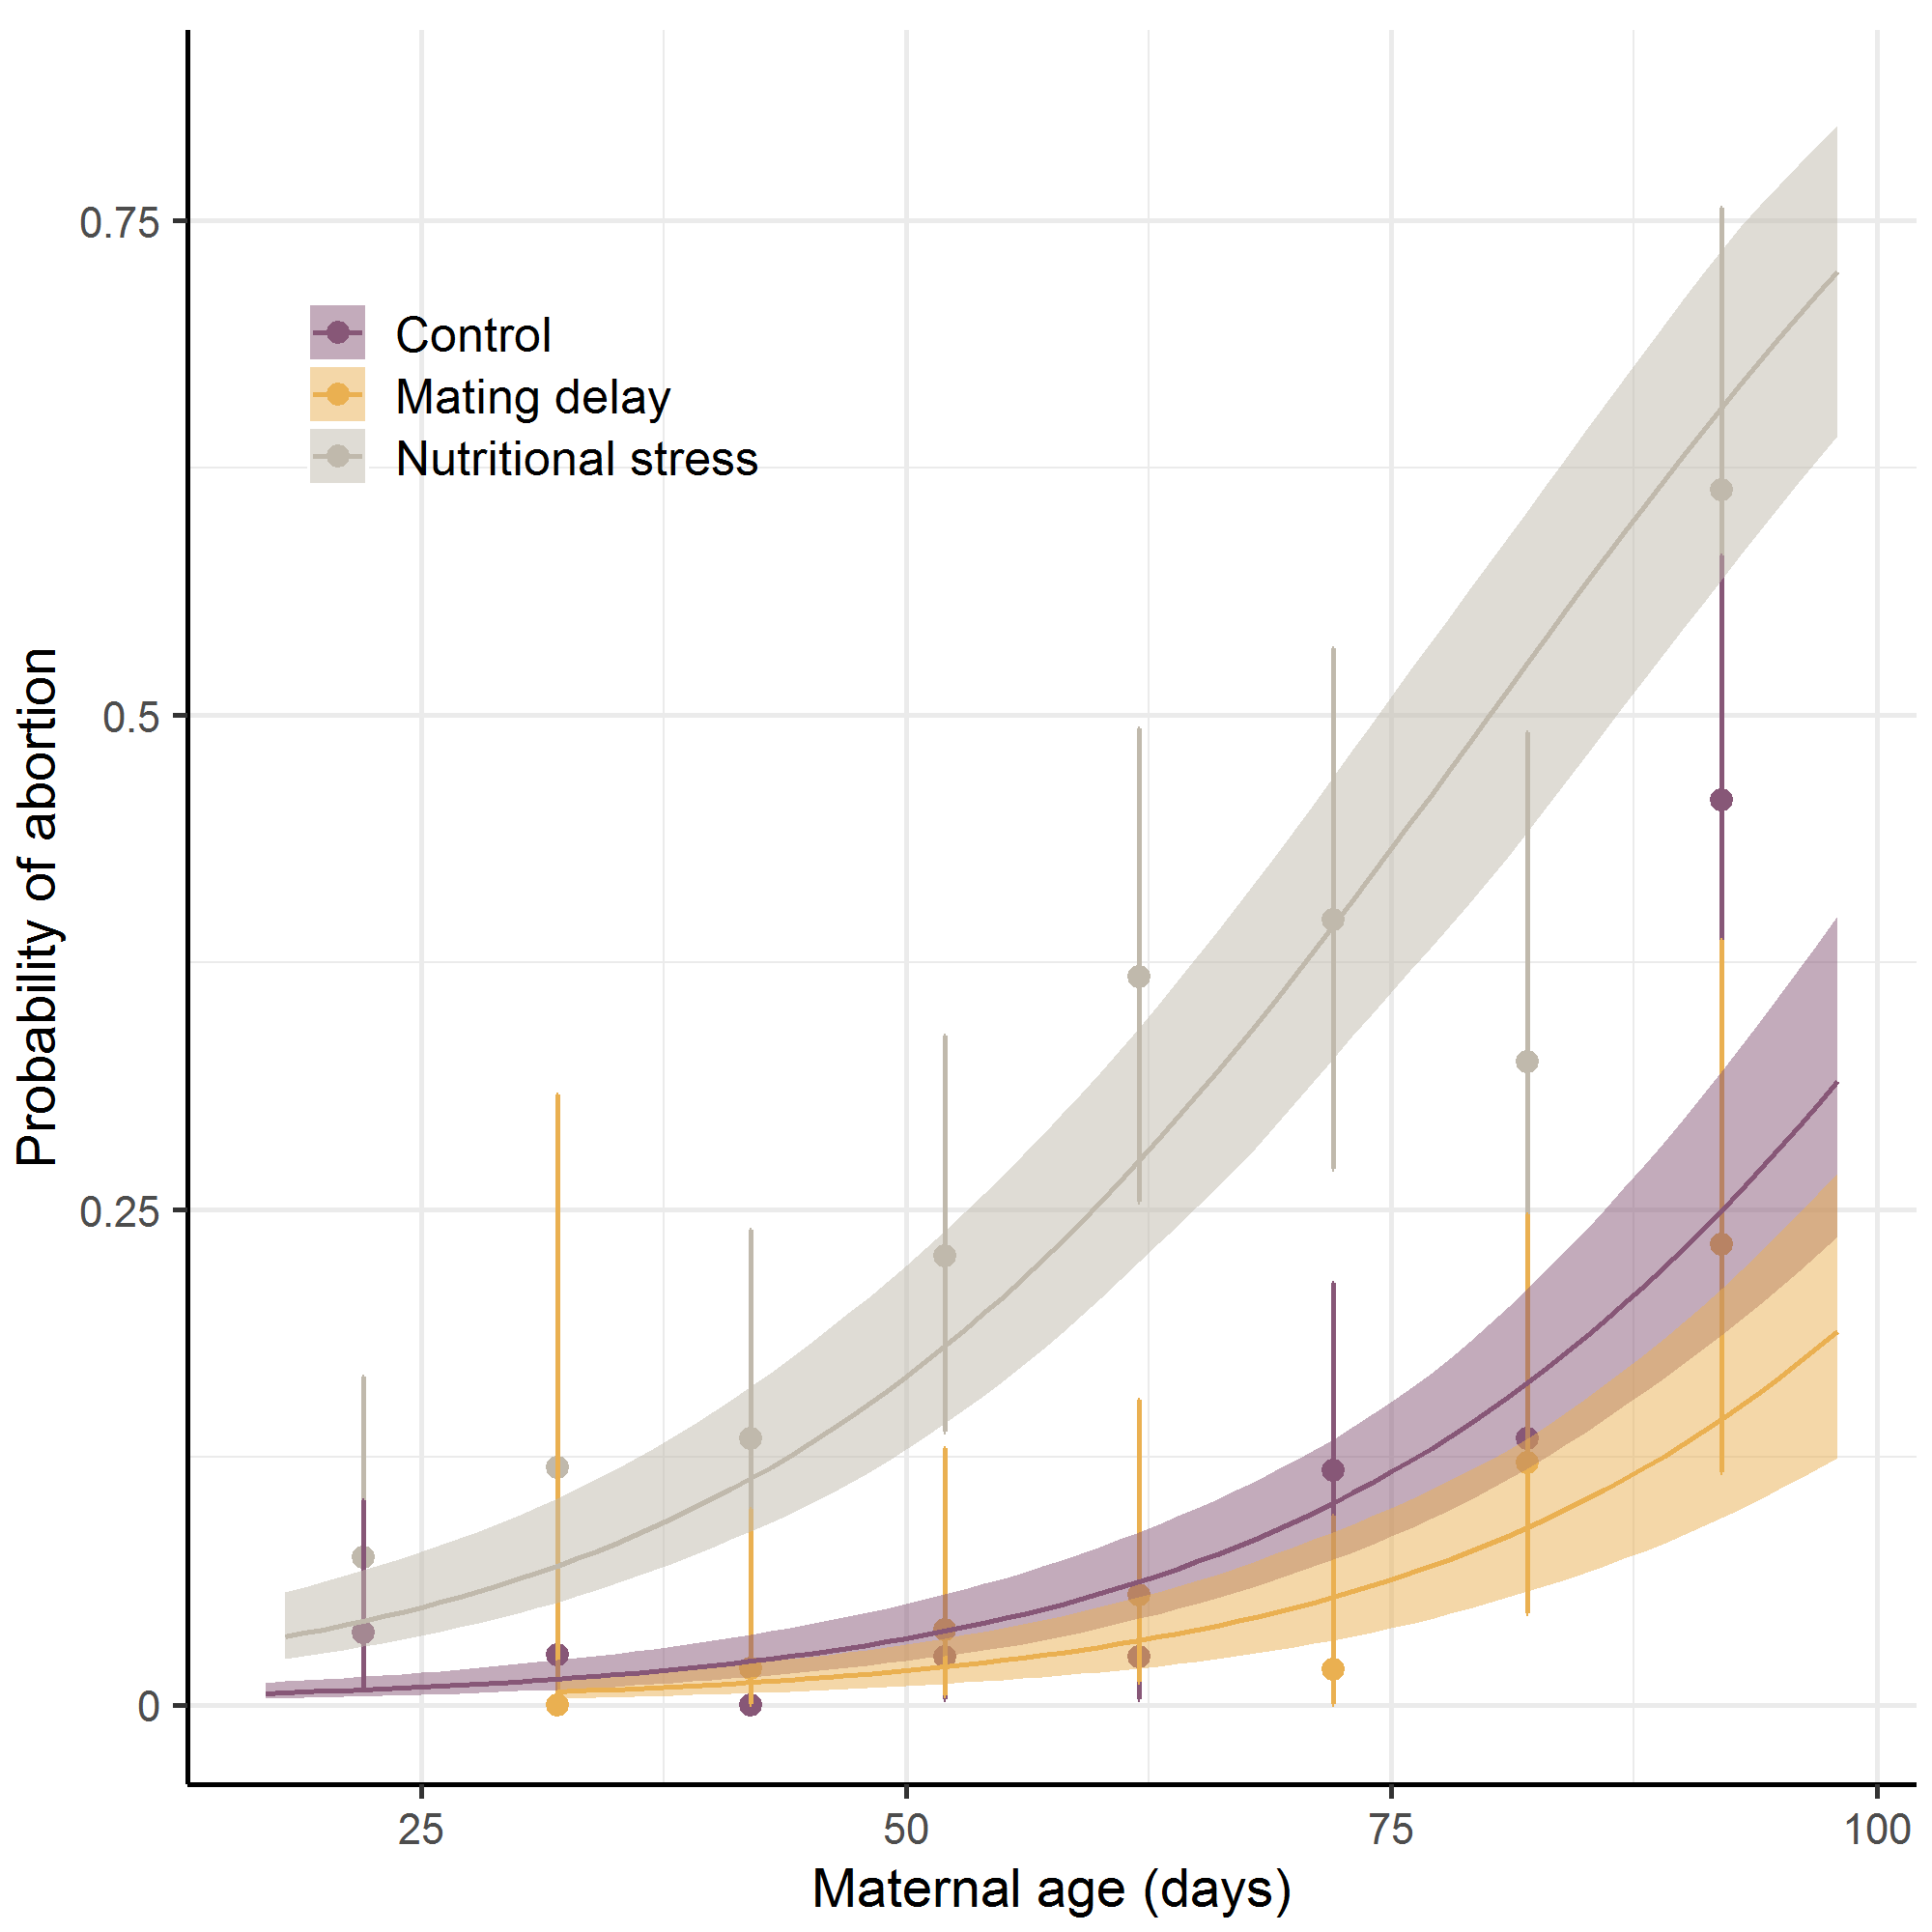 Probability of abortion
0.75
0.5
0.25
0
Control
Mating delay
Nutritional stress
25 50 75 100
Maternal age (days)